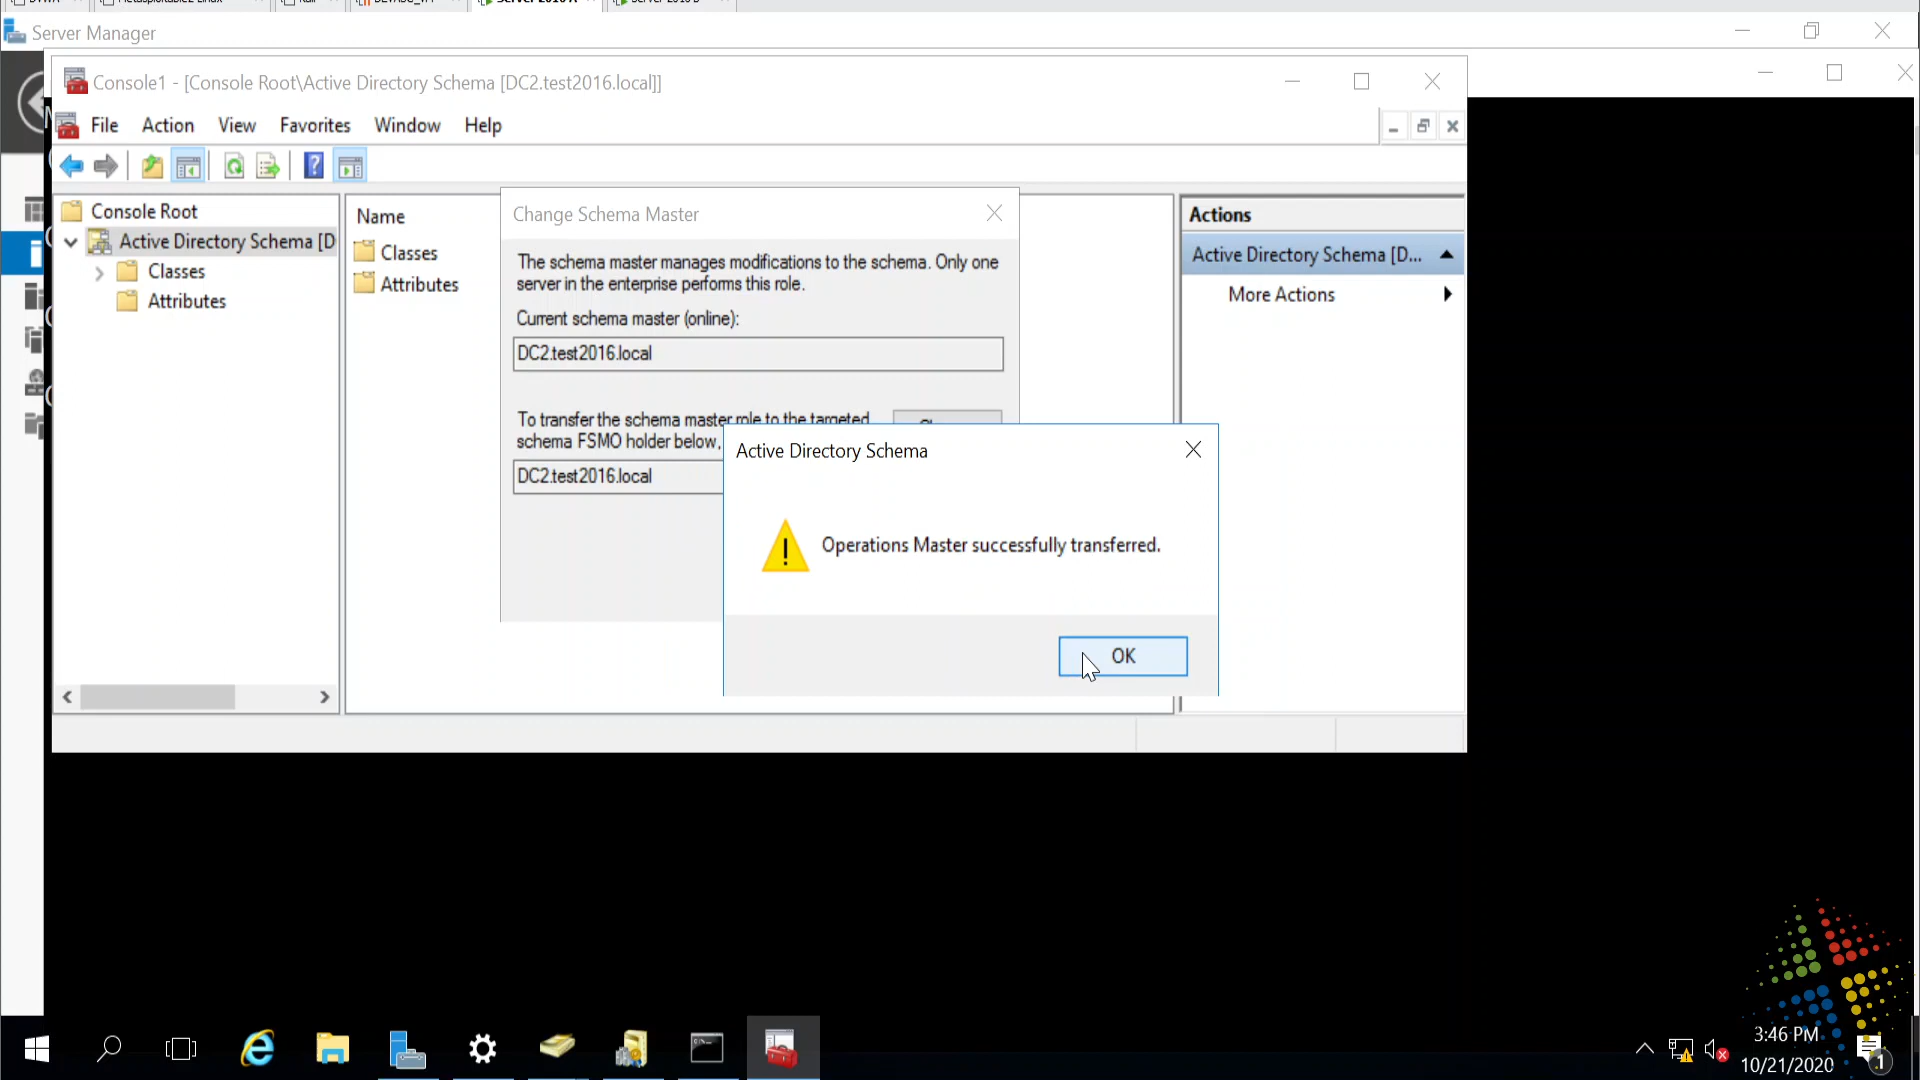 Server Manager
Console1 - [Console Root\Active Directory Schema [DC2.test2016.local]]
File Action View Favorites Window Help
Console Root
Active Directory Schema [D
Classes
Attributes
Name
Classes
Attributes
Change Schema Master
The schema master manages modifications to the schema. Only one
server in the enterprise performs this role.
Current schema master (online):
DC2.test2016.local
To transfer the schema master role to the targeted
schema FSMO holder below,
DC2.test2016.local
Active Directory Schema
Operations Master successfully transferred.
OK
Actions
Active Directory Schema [D...
More Actions
3:46 PM
10/21/2020
1